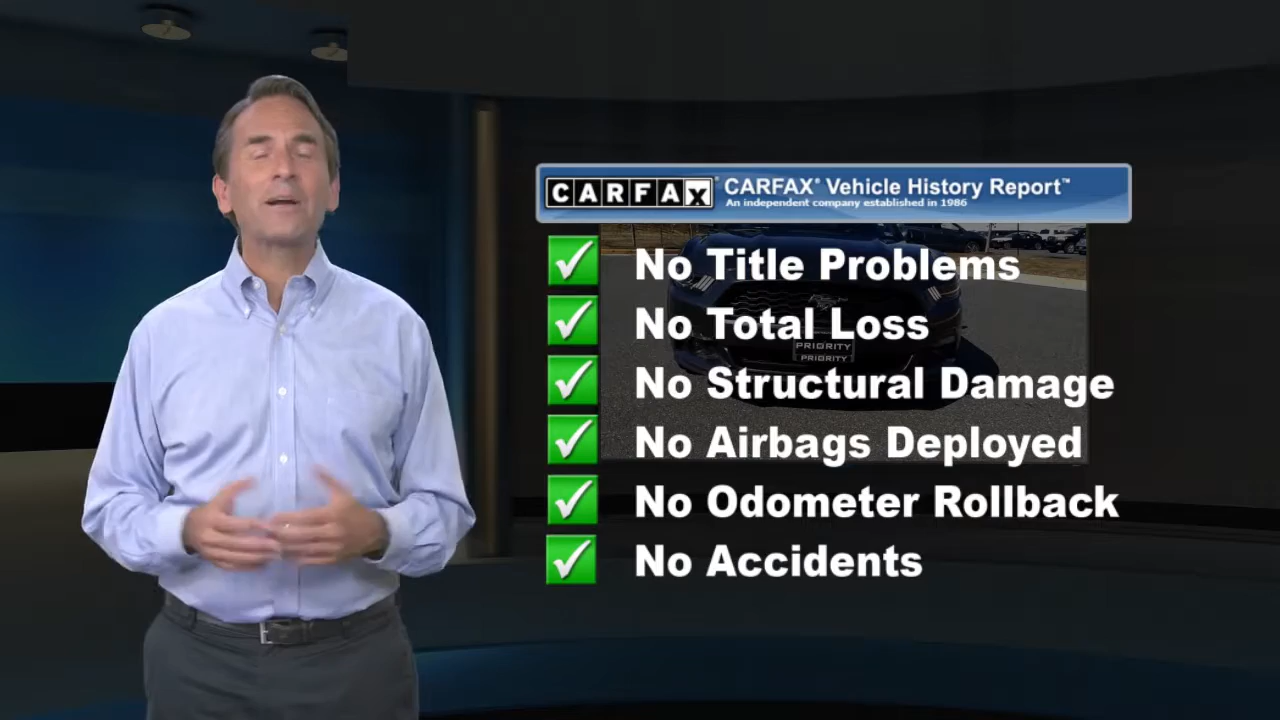 CARFAX® CARFAX® Vehicle History Report™
An independent company established in 1986
No Title Problems
No Total Loss
PRIORITY
PRIORITY
No Structural Damage
No Airbags Deployed
No Odometer Rollback
No Accidents